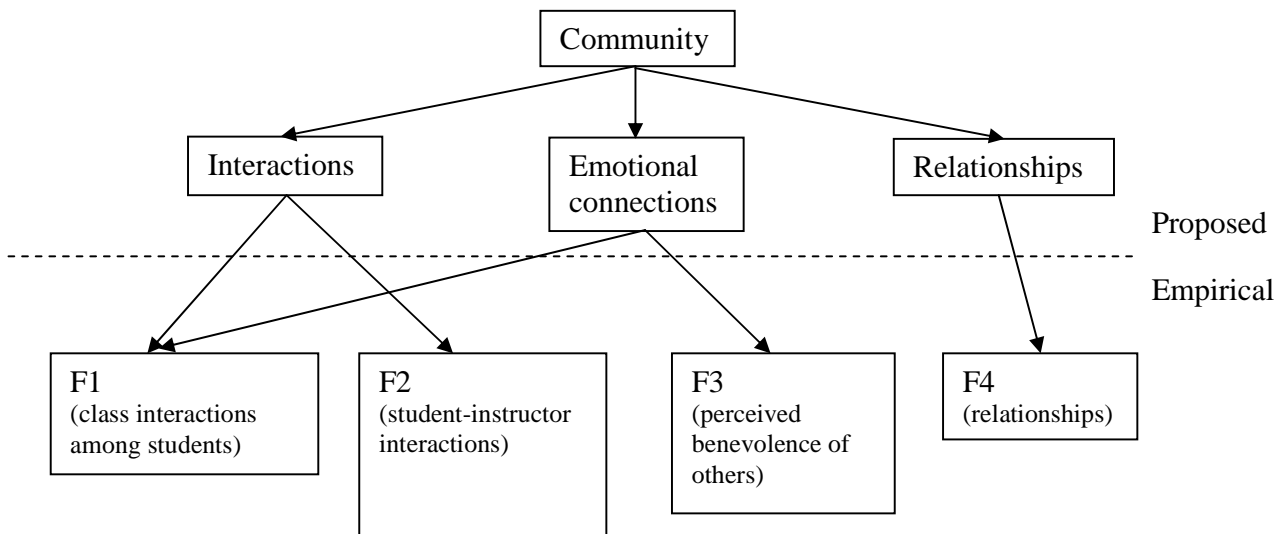 Community
Interactions
Emotional
connections
Relationships
Proposed
Empirical
F1
(class interactions
among students)
F2
(student-instructor
interactions)
F3
(perceived
benevolence of
others)
F4
(relationships)